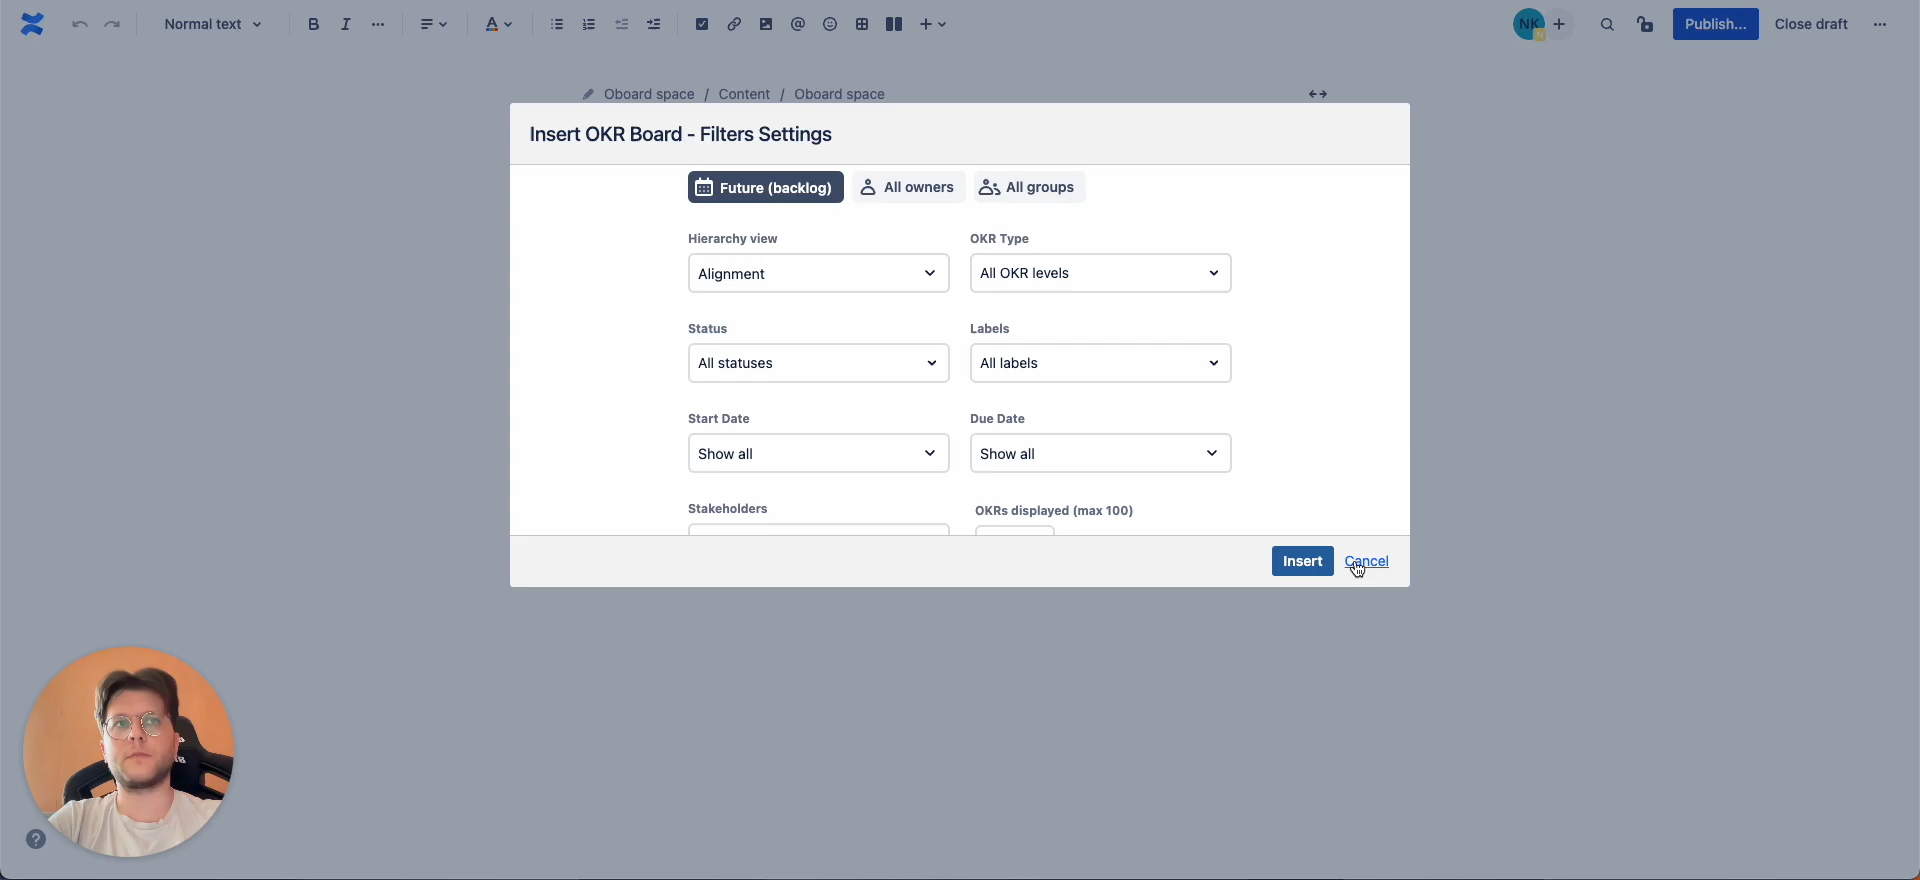 Normal text
B
I
A
NK
Publish...
Close draft
Oboard space / Content / Oboard space
Insert OKR Board - Filters Settings
Future (backlog)
All owners
All groups
Hierarchy view
OKR Type
Alignment
All OKR levels
Status
Labels
All statuses
All labels
Start Date
Due Date
Show all
Show all
Stakeholders
OKRs displayed (max 100)
Insert
Cancel
?